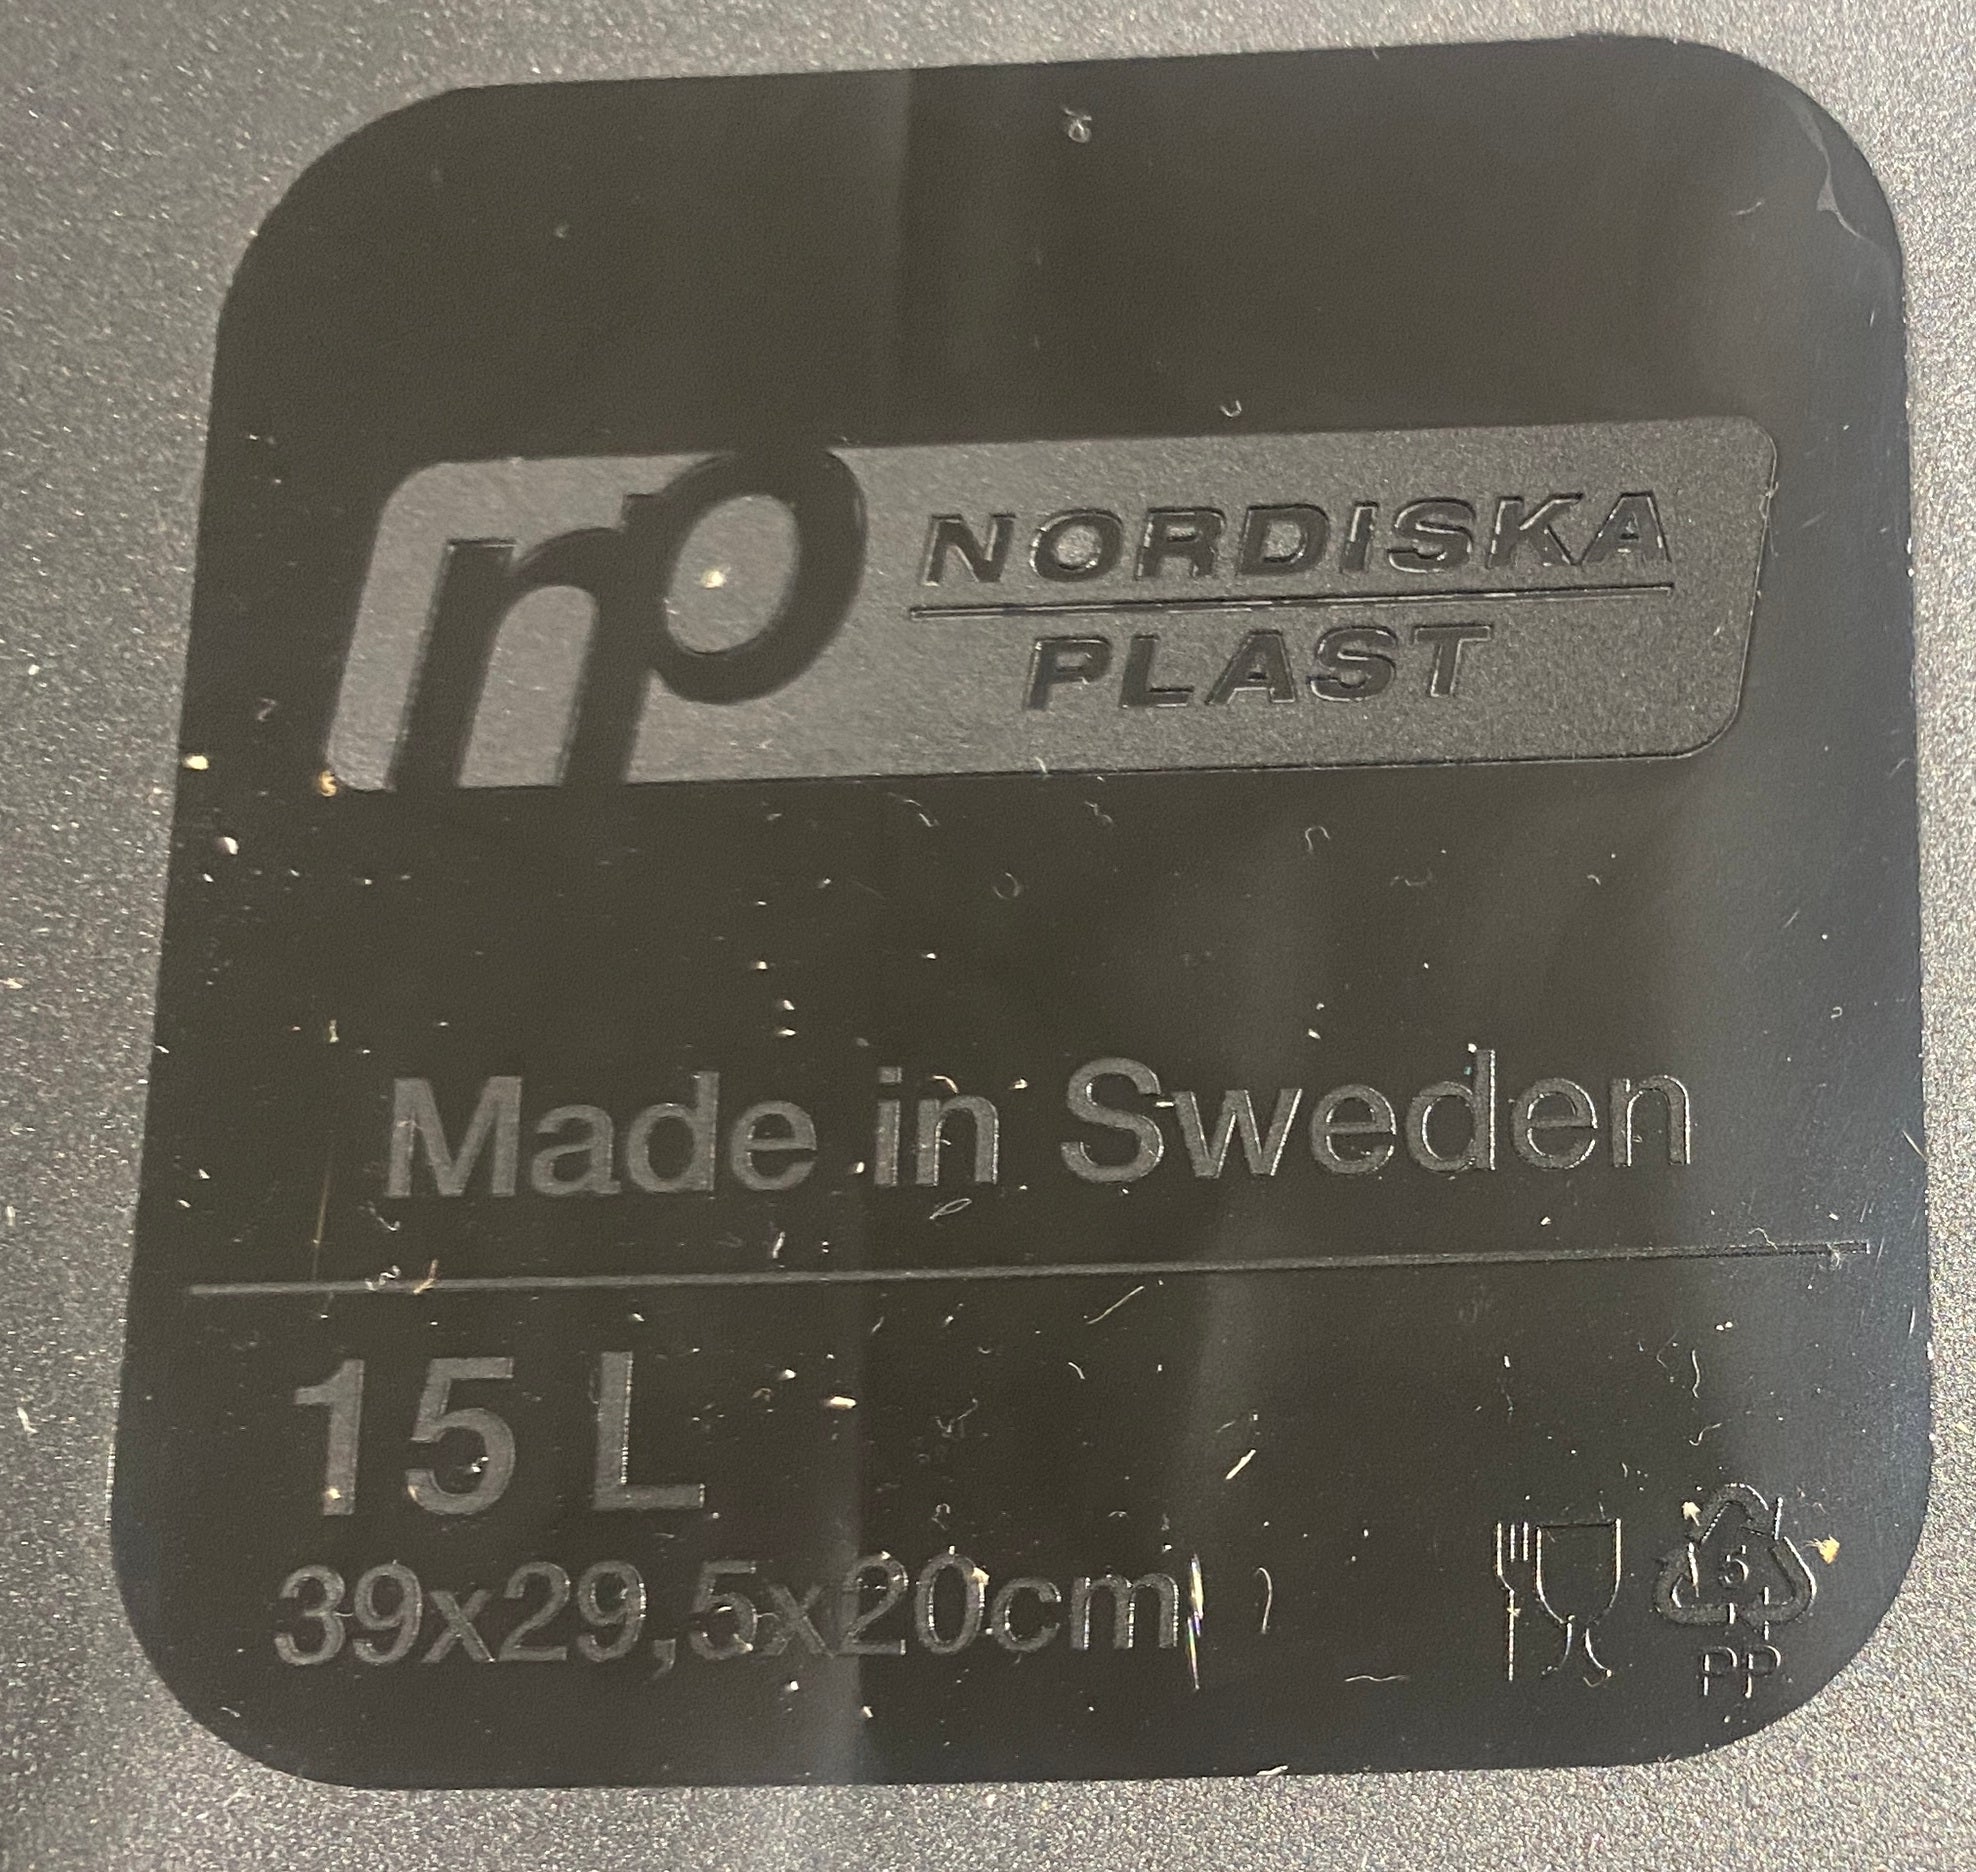 np
NORDISKA
PLAST
Made in Sweden
15 L
39x29,5x20cm
5
PP